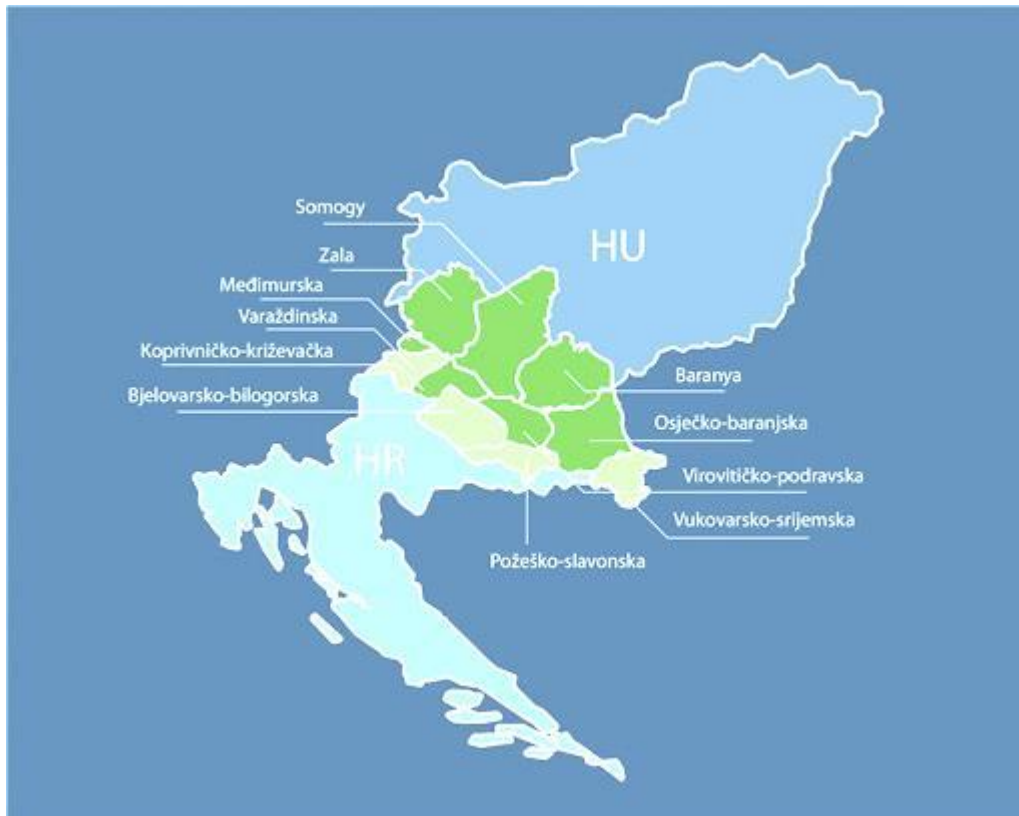 Somogy
HU
Zala
Međimurska
Varaždinska
Koprivničko-križevačka
Baranya
Bjelovarsko-bilogorska
Osječko-baranjska
HR
Virovitičko-podravska
Vukovarsko-srijemska
Požeško-slavonska